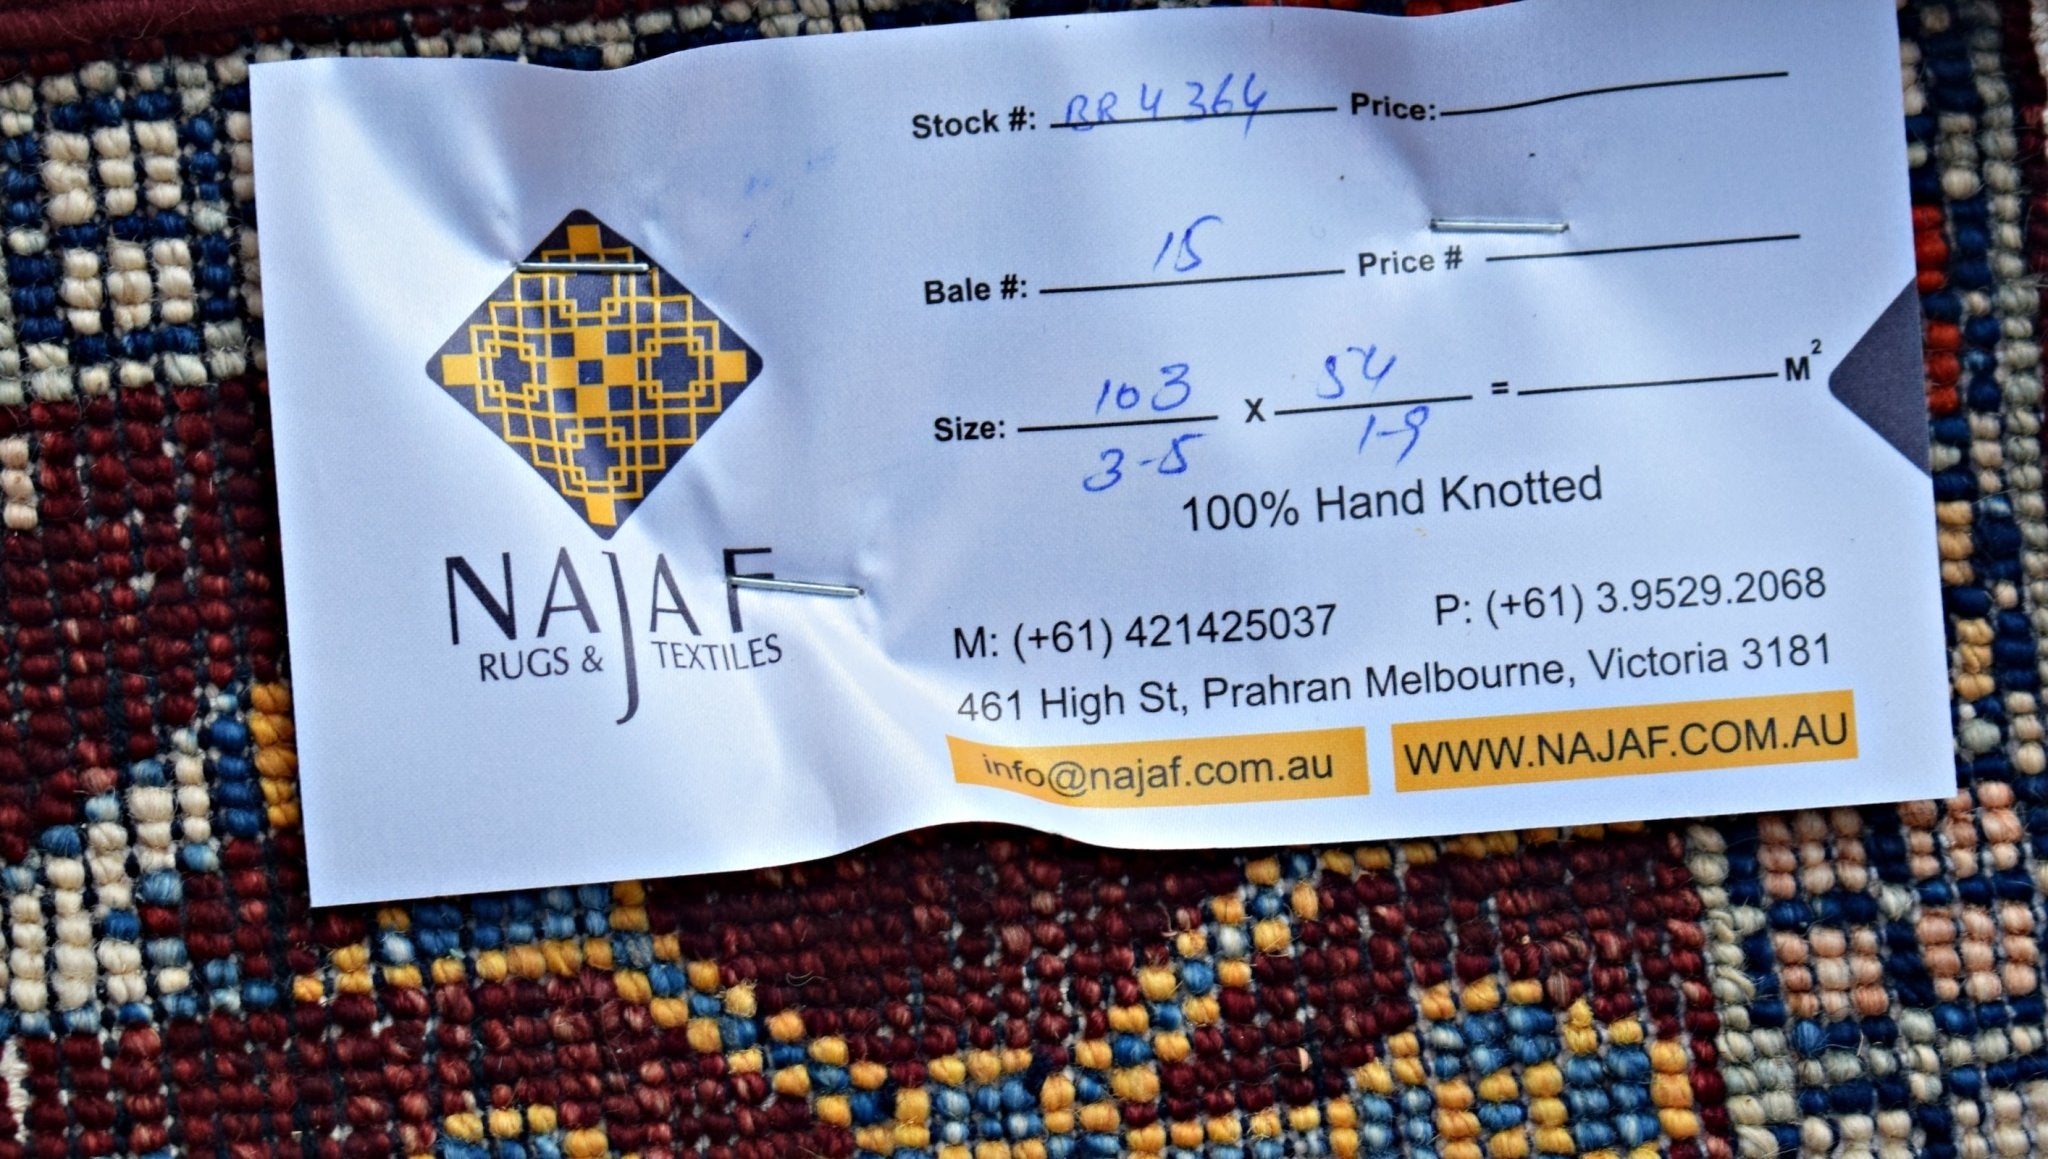 Stock #: BR4364 Price:
Bale #: 15 Price #
Size: 103 x 54 = M²
3-5 1-9
100% Hand Knotted
NAJAF
RUGS & TEXTILES
M: (+61) 421425037 P: (+61) 3.9529.2068
461 High St, Prahran Melbourne, Victoria 3181
info@najaf.com.au WWW.NAJAF.COM.AU